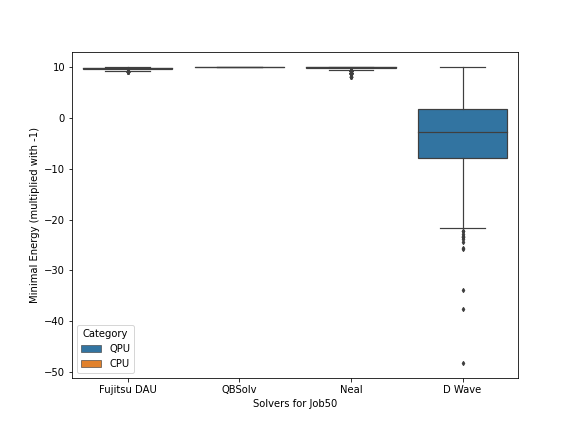 Minimal Energy (multiplied with -1)
10
0
−10
−20
−30
−40
−50
−5
Category
QPU
CPU
Fujitsu DAU
QBSolv
Neal
D Wave
Solvers for Job50